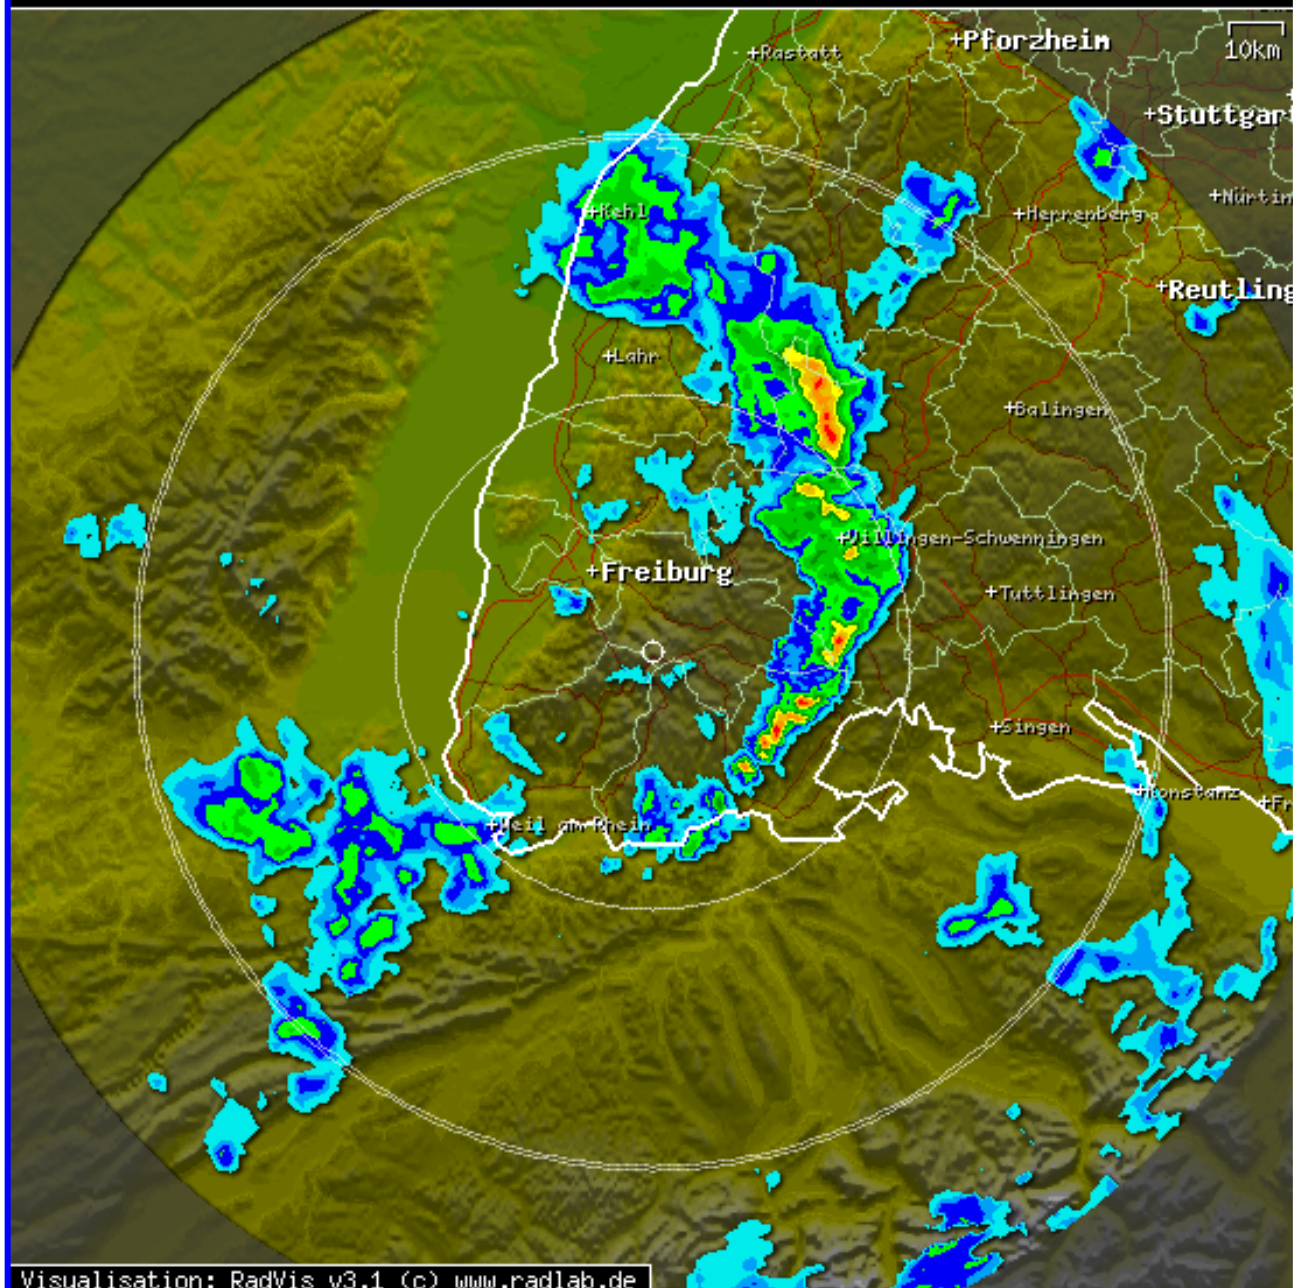 +Pforzheim
+Rastatt
10km
+Stuttgart
+Nürtin
+Kehl
+Herrenberg
+Reutling
+Lahr
+Balingen
+Villingen-Schwenningen
+Freiburg
+Tuttlingen
+Singen
+Konstanz
+Fr
+Weil am Rhein
Visualisation: RadVis v3.1 (c) www.radlab.de